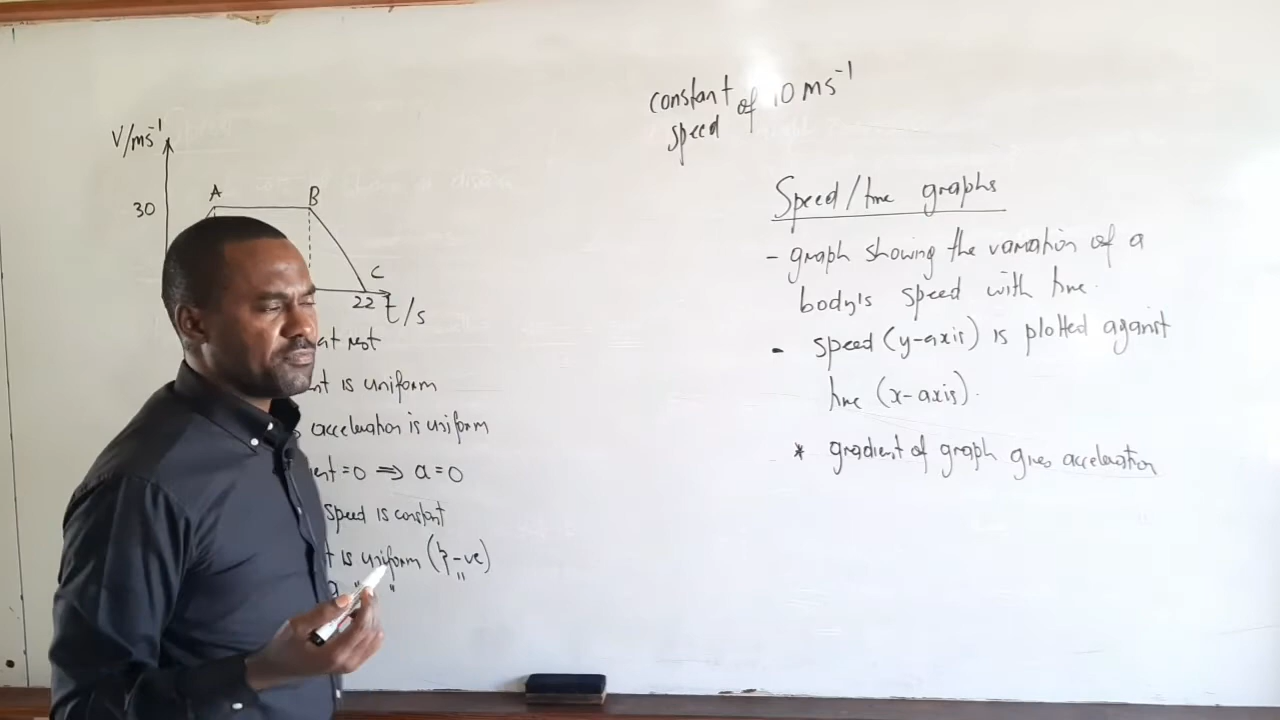 V/ms⁻¹
30
A
B
C
22
t/s
at rest
nt is uniform
acceleration is uniform
ent =0 ⇒ a=0
speed is constant
t is uniform (& -ve)
a " " "
constant of 10 ms⁻¹
speed
Speed/time graphs
- graph showing the variation of a
body's speed with time.
- speed (y-axis) is plotted against
time (x-axis).
* gradient of graph gives acceleration